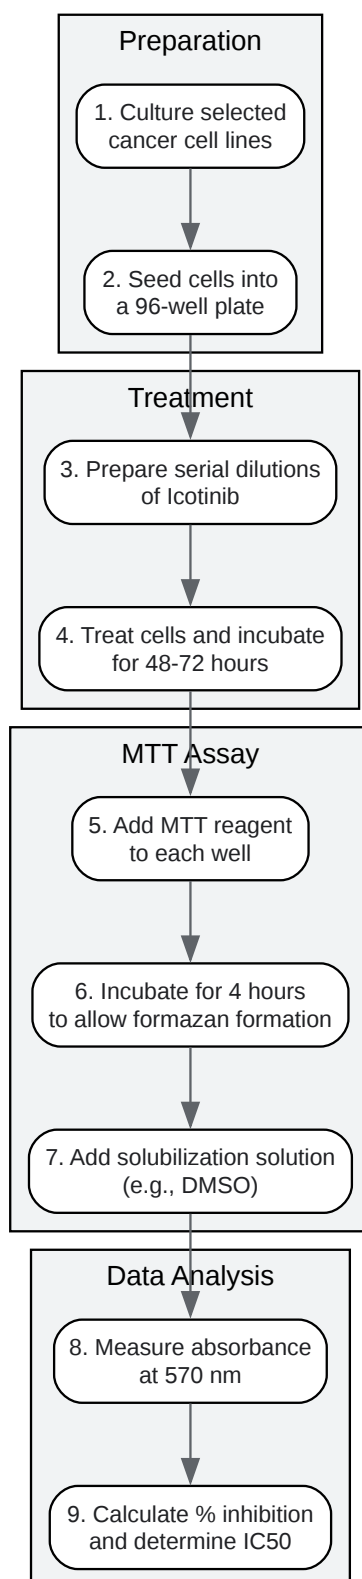 Preparation
1. Culture selected
cancer cell lines
2. Seed cells into
a 96-well plate
Treatment
3. Prepare serial dilutions
of Icotinib
4. Treat cells and incubate
for 48-72 hours
MTT Assay
5. Add MTT reagent
to each well
6. Incubate for 4 hours
to allow formazan formation
7. Add solubilization solution
(e.g., DMSO)
Data Analysis
8. Measure absorbance
at 570 nm
9. Calculate % inhibition
and determine IC50